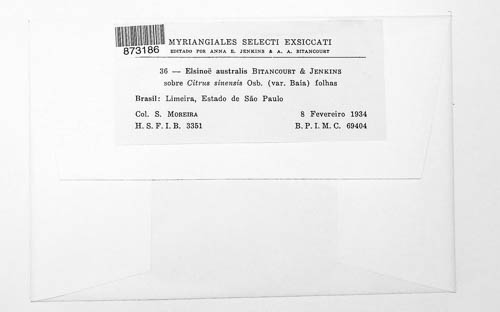 873186
MYRIANGIALES SELECTI EXSICCATI
EDITADO POR ANNA E. JENKINS & A. A. BITANCOURT
36 — Elsinoë australis BITANCOURT & JENKINS
sobre Citrus sinensis Osb. (var. Baía) folhas
Brasil: Limeira, Estado de São Paulo
Col. S. MOREIRA 8 Fevereiro 1934
H. S. F. I. B. 3351 B. P. I. M. C. 69404